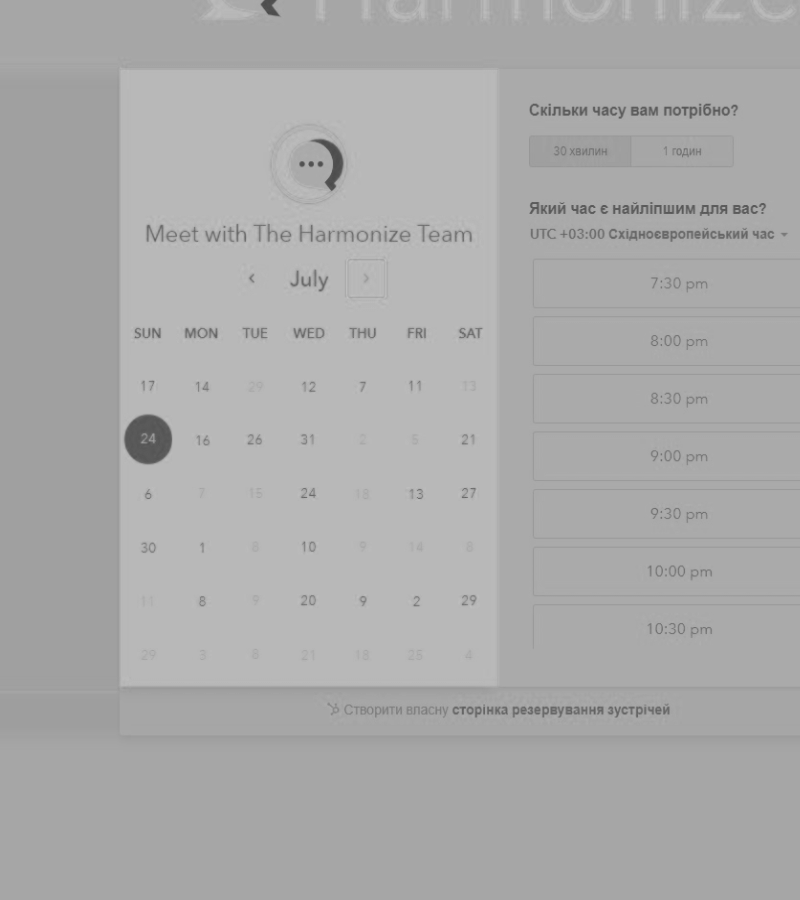 Harmonize
Meet with The Harmonize Team
July
SUN MON TUE WED THU FRI SAT
17 14 29 12 7 11 13
24 16 26 31 2 5 21
6 7 15 24 18 13 27
30 1 8 10 9 14 8
11 8 9 20 9 2 29
29 3 8 21 18 25 4
Скільки часу вам потрібно?
30 хвилин 1 годин
Який час є найліпшим для вас?
UTC +03:00 Східноєвропейський час
7:30 pm
8:00 pm
8:30 pm
9:00 pm
9:30 pm
10:00 pm
10:30 pm
Створити власну сторінка резервування зустрічей